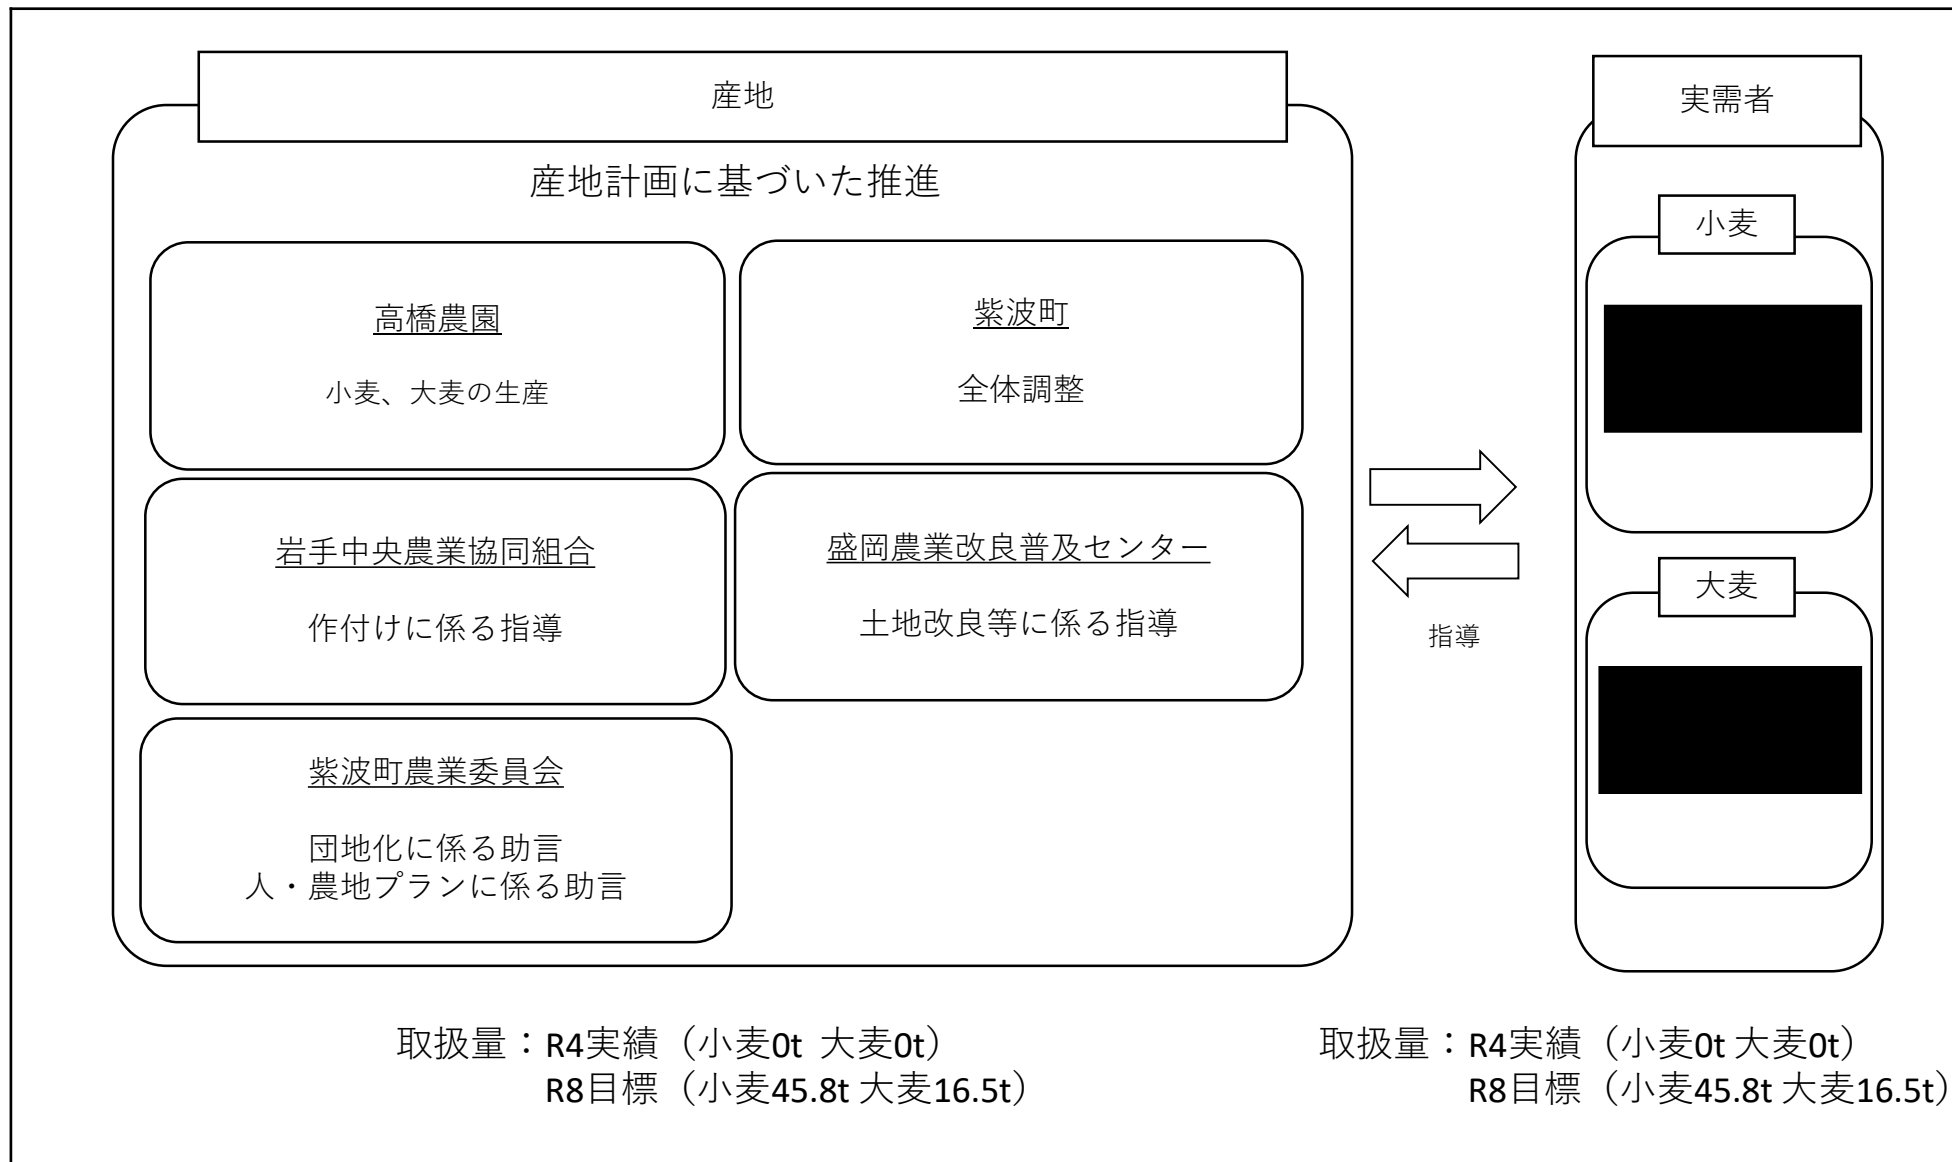 産地
産地計画に基づいた推進
高橋農園
小麦、大麦の生産
紫波町
全体調整
岩手中央農業協同組合
作付けに係る指導
盛岡農業改良普及センター
土地改良等に係る指導
紫波町農業委員会
団地化に係る助言
人・農地プランに係る助言
指導
実需者
小麦
大麦
取扱量：R4実績（小麦0t 大麦0t）
R8目標（小麦45.8t 大麦16.5t）
取扱量：R4実績（小麦0t 大麦0t）
R8目標（小麦45.8t 大麦16.5t）